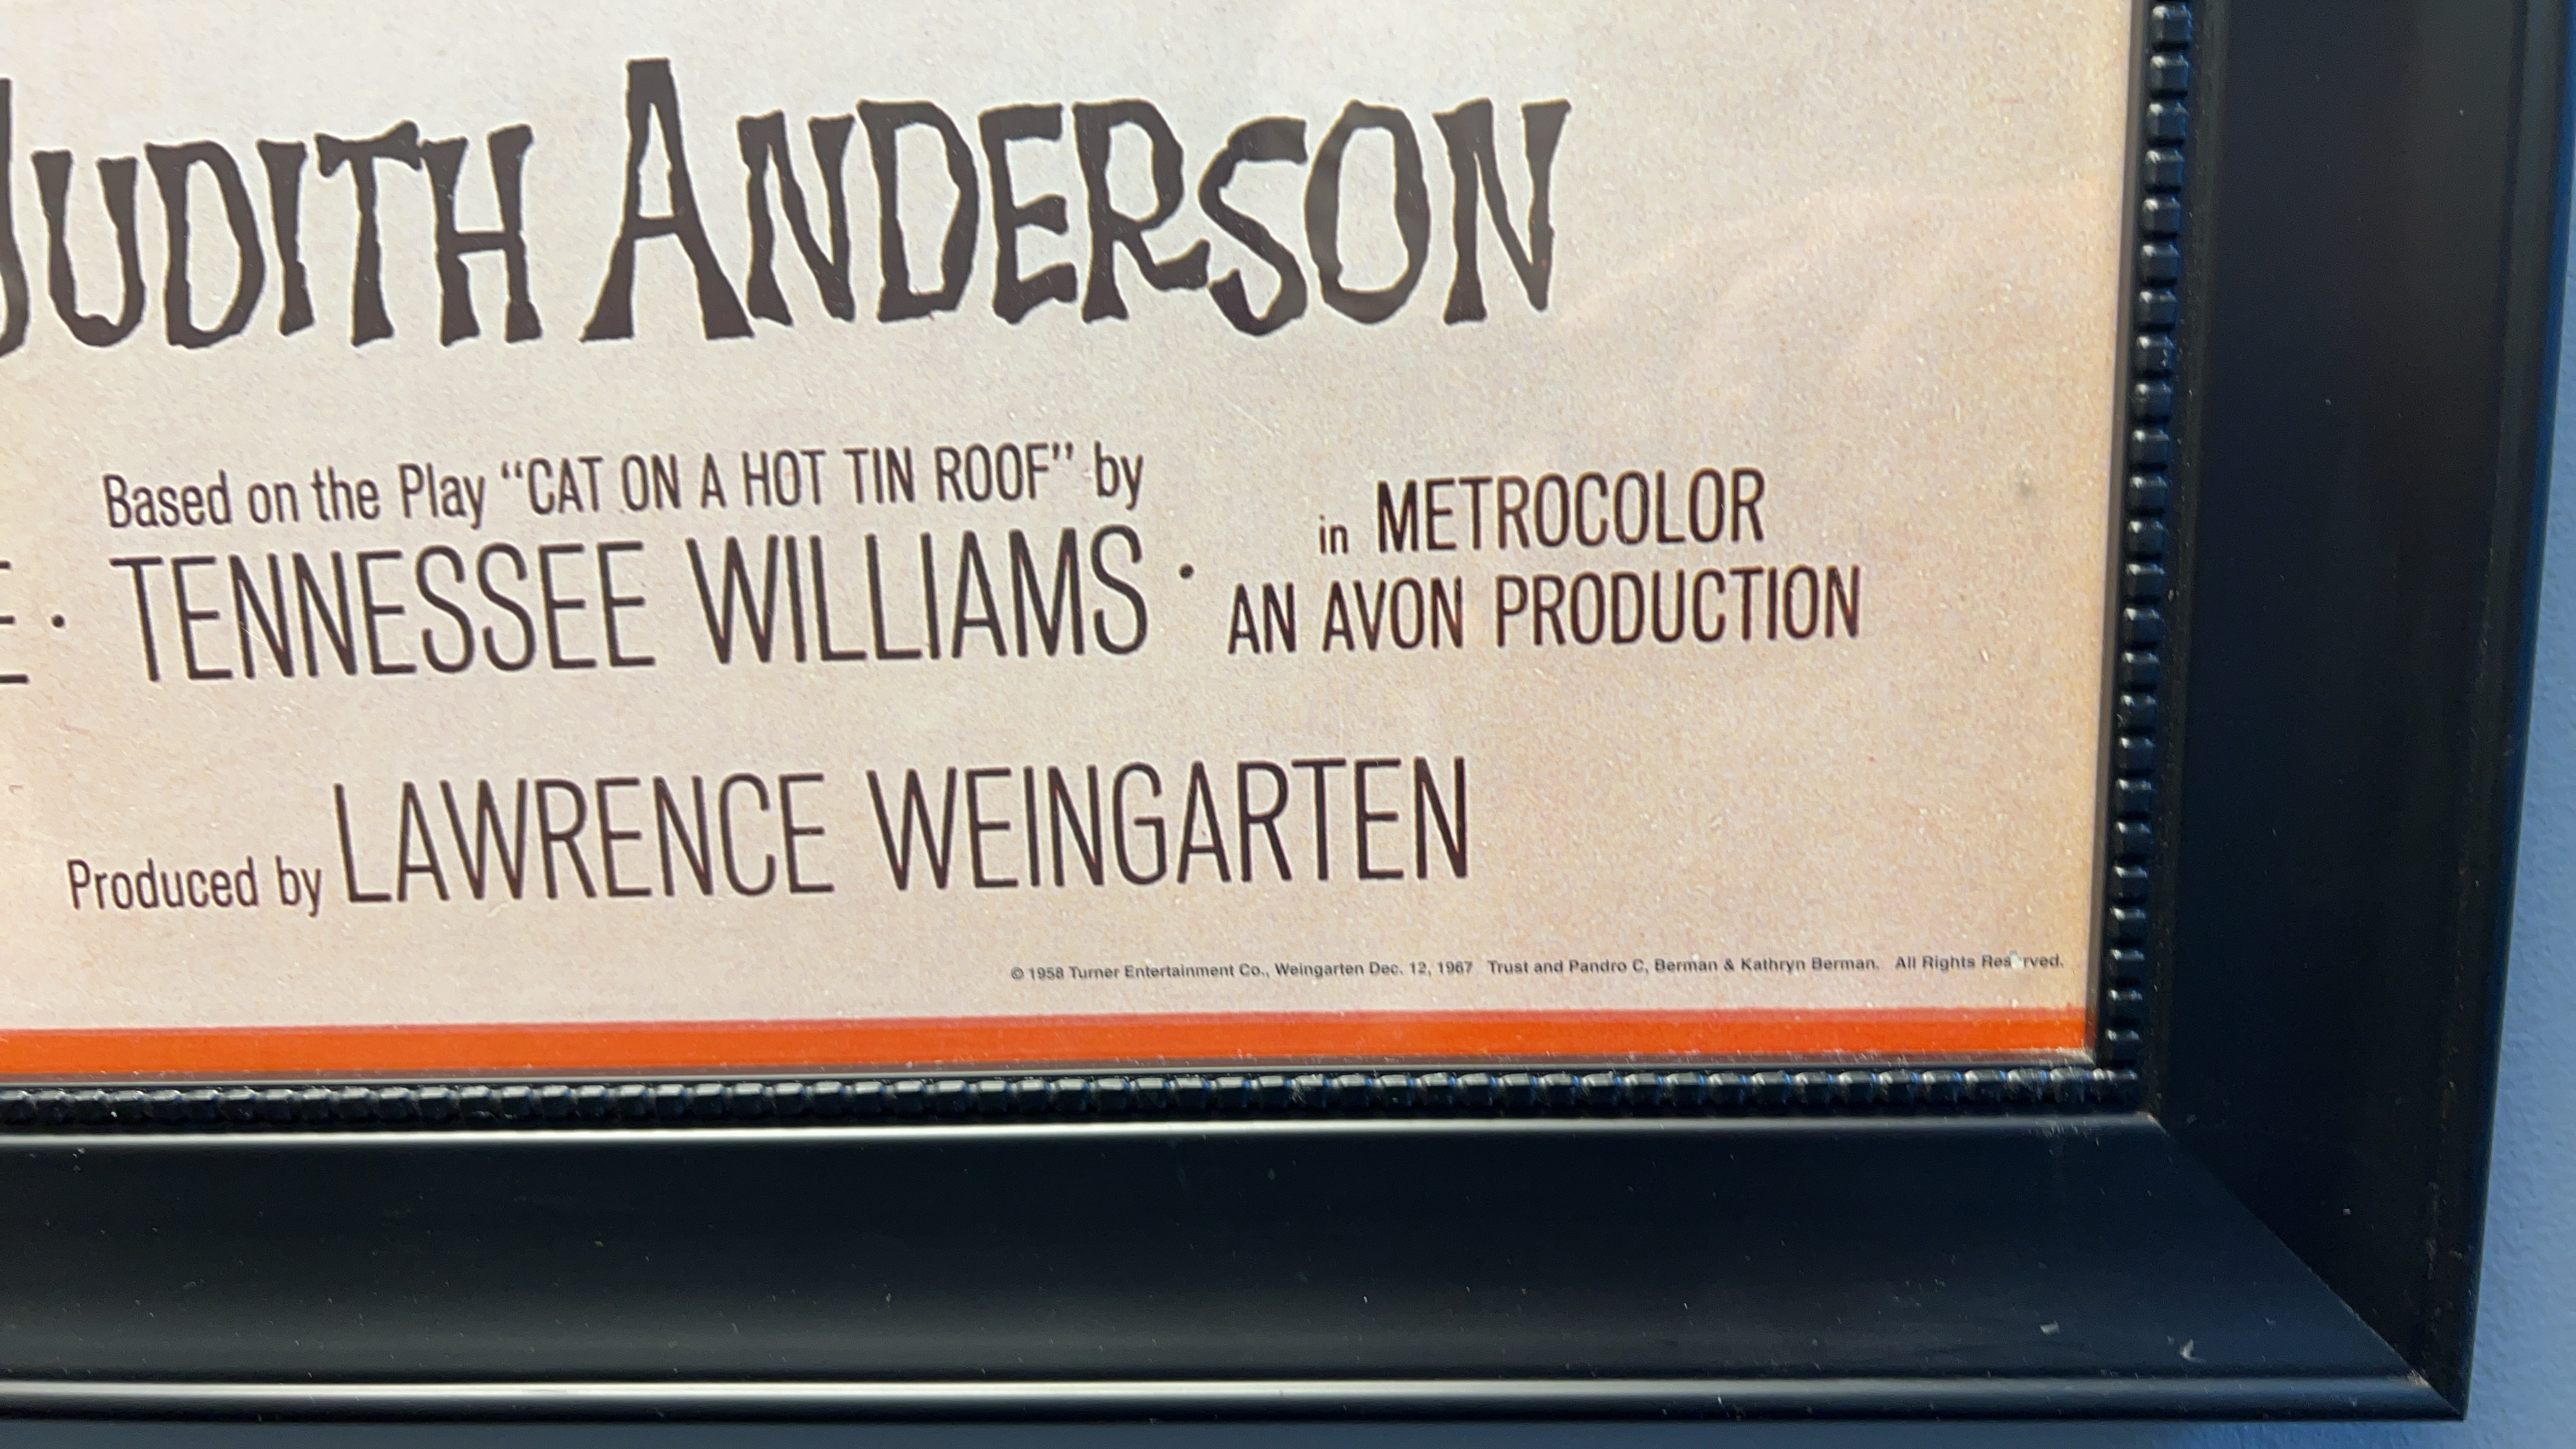 JUDITH ANDERSON
Based on the Play “CAT ON A HOT TIN ROOF” by
TENNESSEE WILLIAMS ·
in METROCOLOR
AN AVON PRODUCTION
Produced by LAWRENCE WEINGARTEN
© 1958 Turner Entertainment Co., Weingarten Dec. 12, 1967 Trust and Pandro C, Berman & Kathryn Berman. All Rights Res rved.